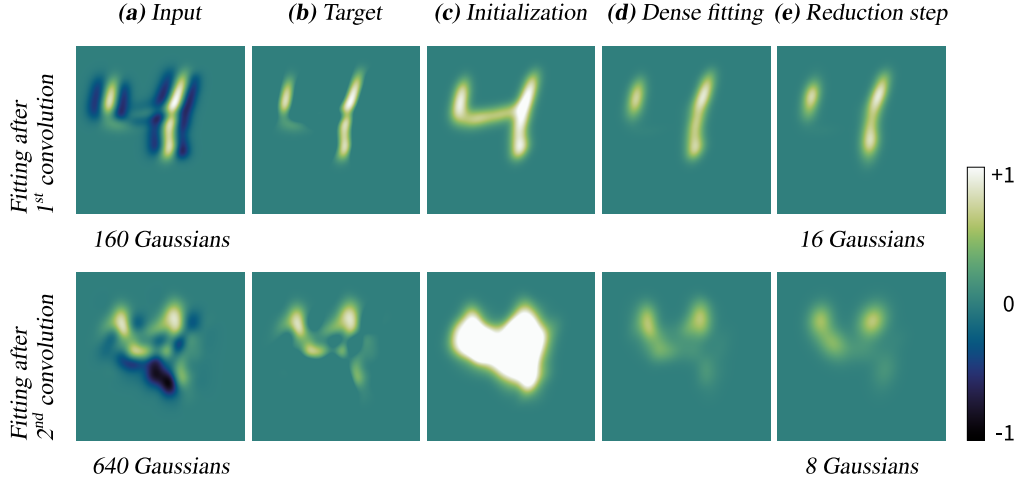 (a) Input (b) Target (c) Initialization (d) Dense fitting (e) Reduction step
Fitting after
1st convolution
160 Gaussians 16 Gaussians
+1
0
-1
Fitting after
2nd convolution
640 Gaussians 8 Gaussians